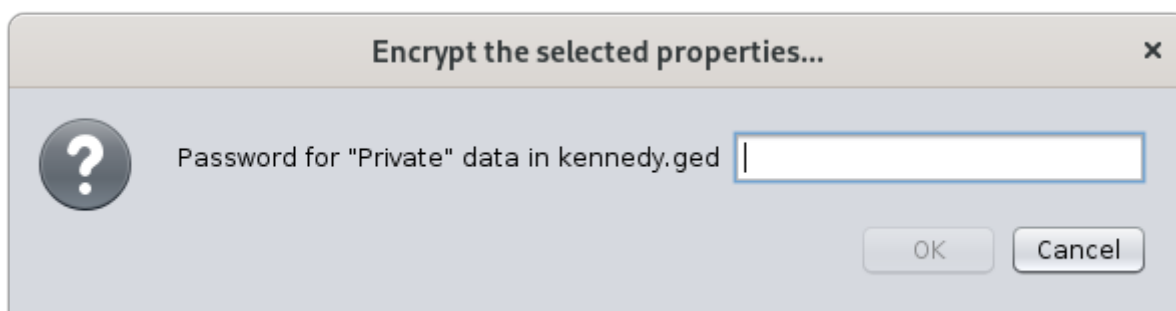 Encrypt the selected properties...
Password for "Private" data in kennedy.ged
OK Cancel